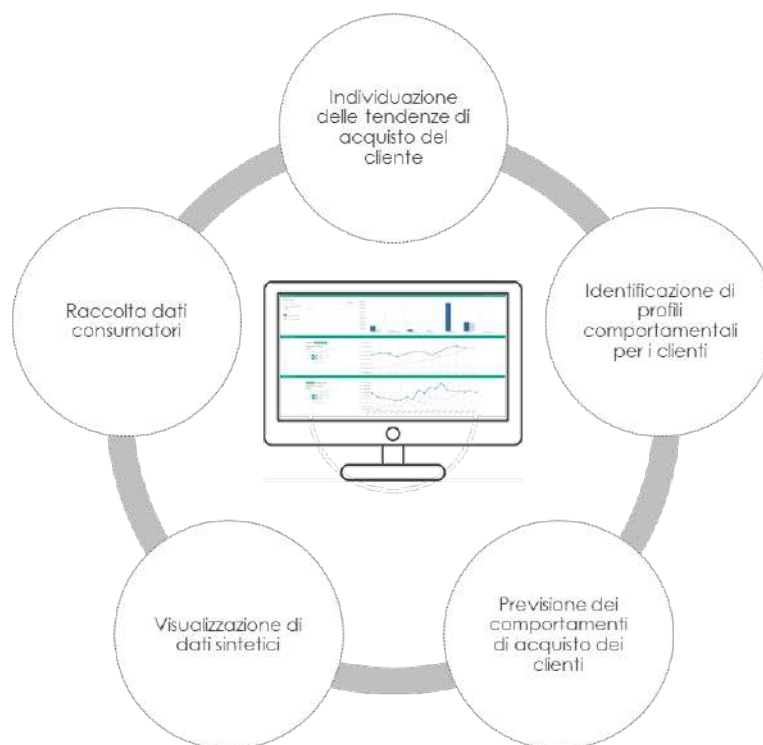 Individuazione
delle tendenze di
acquisto del
cliente
Raccolta dati
consumatori
Identificazione di
profili
comportamentali
per i clienti
Visualizzazione di
dati sintetici
Previsione dei
comportamenti
di acquisto dei
clienti